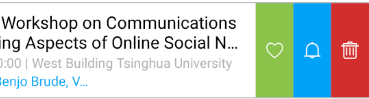 Workshop on Communications
ing Aspects of Online Social N...
0:00 | West Building Tsinghua University
Benjo Brude, V...